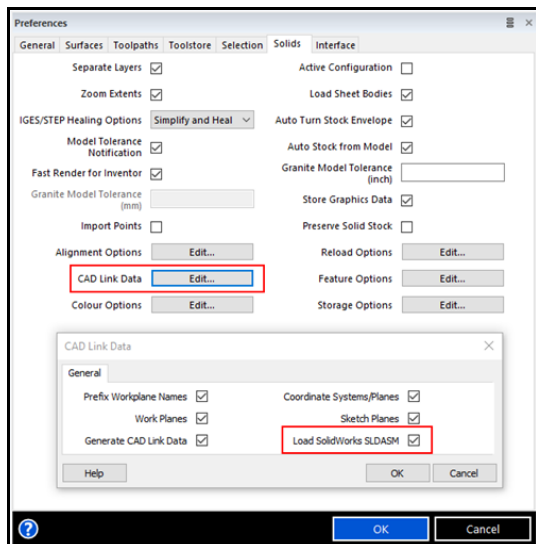 Preferences
General Surfaces Toolpaths Toolstore Selection Solids Interface
Separate Layers Active Configuration
Zoom Extents Load Sheet Bodies
IGES/STEP Healing Options Simplify and Heal Auto Turn Stock Envelope
Model Tolerance
Notification
Auto Stock from Model
Fast Render for Inventor
Granite Model Tolerance
(inch)
Granite Model Tolerance
(mm)
Store Graphics Data
Import Points Preserve Solid Stock
Alignment Options Edit... Reload Options Edit...
CAD Link Data Edit... Feature Options Edit...
Colour Options Edit... Storage Options Edit...
CAD Link Data
General
Prefix Workplane Names Coordinate Systems/Planes
Work Planes Sketch Planes
Generate CAD Link Data Load SolidWorks SLDASM
Help OK Cancel
? OK Cancel